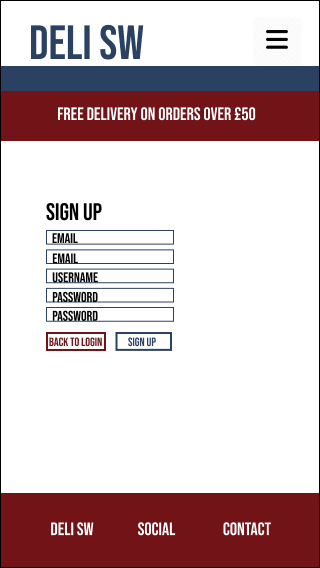 DELI SW
FREE DELIVERY ON ORDERS OVER £50
SIGN UP
EMAIL
EMAIL
USERNAME
PASSWORD
PASSWORD
BACK TO LOGIN SIGN UP
DELI SW SOCIAL CONTACT